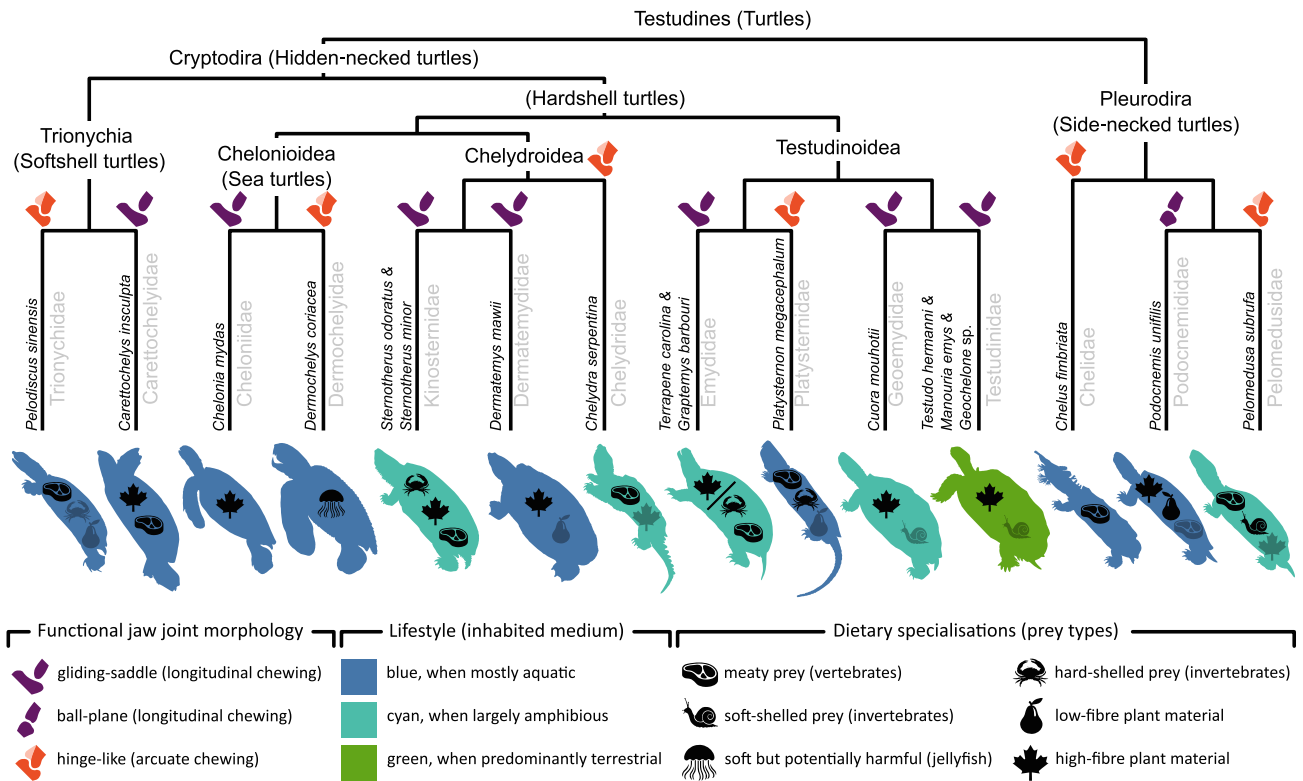 Testudines (Turtles)
Cryptodira (Hidden-necked turtles)
(Hardshell turtles)
Pleurodira
(Side-necked turtles)
Trionychia
(Softshell turtles)
Chelonioidea
(Sea turtles)
Chelydroidea
Testudinoidea
Pelodiscus sinensis
Trionychidae
Carettochelys insculpta
Carettochelyidae
Chelonia mydas
Cheloniidae
Dermochelys coriacea
Dermochelyidae
Sternotherus odoratus &
Sternotherus minor
Kinosternidae
Dermatemys mawii
Dermatemydidae
Chelydra serpentina
Chelydridae
Terrapene carolina &
Graptemys barbouri
Emydidae
Platysternon megacephalum
Platysternidae
Cuora mouhotii
Geoemydidae
Testudo hermanni &
Manouria emys &
Geochelone sp.
Testudinidae
Chelus fimbriata
Chelidae
Podocnemis unifilis
Podocnemididae
Pelomedusa subrufa
Pelomedusidae
Functional jaw joint morphology
gliding-saddle (longitudinal chewing)
ball-plane (longitudinal chewing)
hinge-like (arcuate chewing)
Lifestyle (inhabited medium)
blue, when mostly aquatic
cyan, when largely amphibious
green, when predominantly terrestrial
Dietary specialisations (prey types)
meaty prey (vertebrates)
soft-shelled prey (invertebrates)
soft but potentially harmful (jellyfish)
hard-shelled prey (invertebrates)
low-fibre plant material
high-fibre plant material